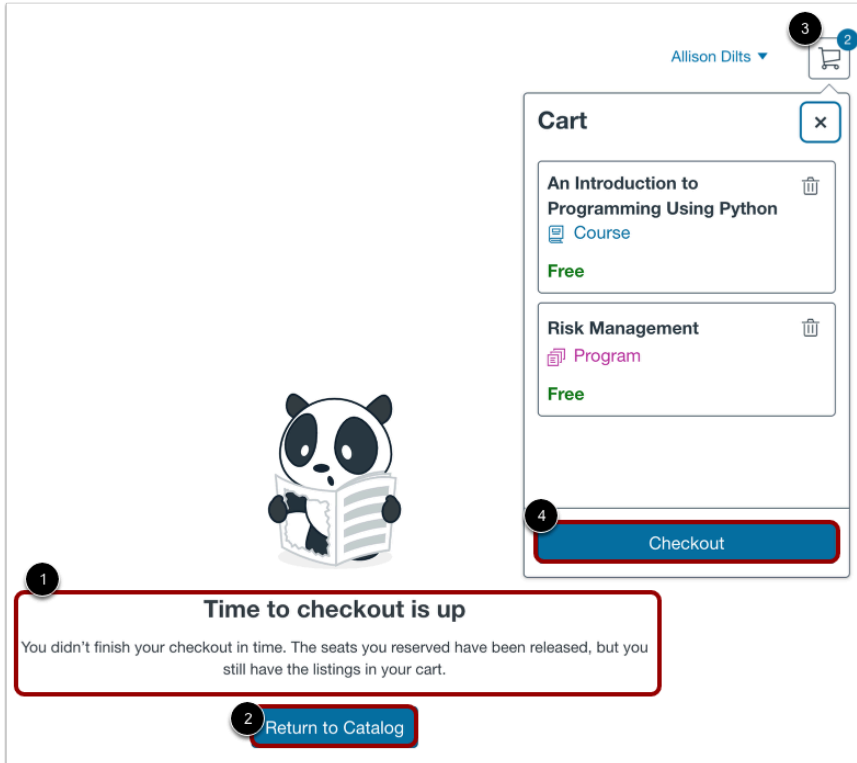 3
2
Allison Dilts
Cart
An Introduction to
Programming Using Python
Course
Free
Risk Management
Program
Free
4
Checkout
1
Time to checkout is up
You didn’t finish your checkout in time. The seats you reserved have been released, but you
still have the listings in your cart.
2
Return to Catalog